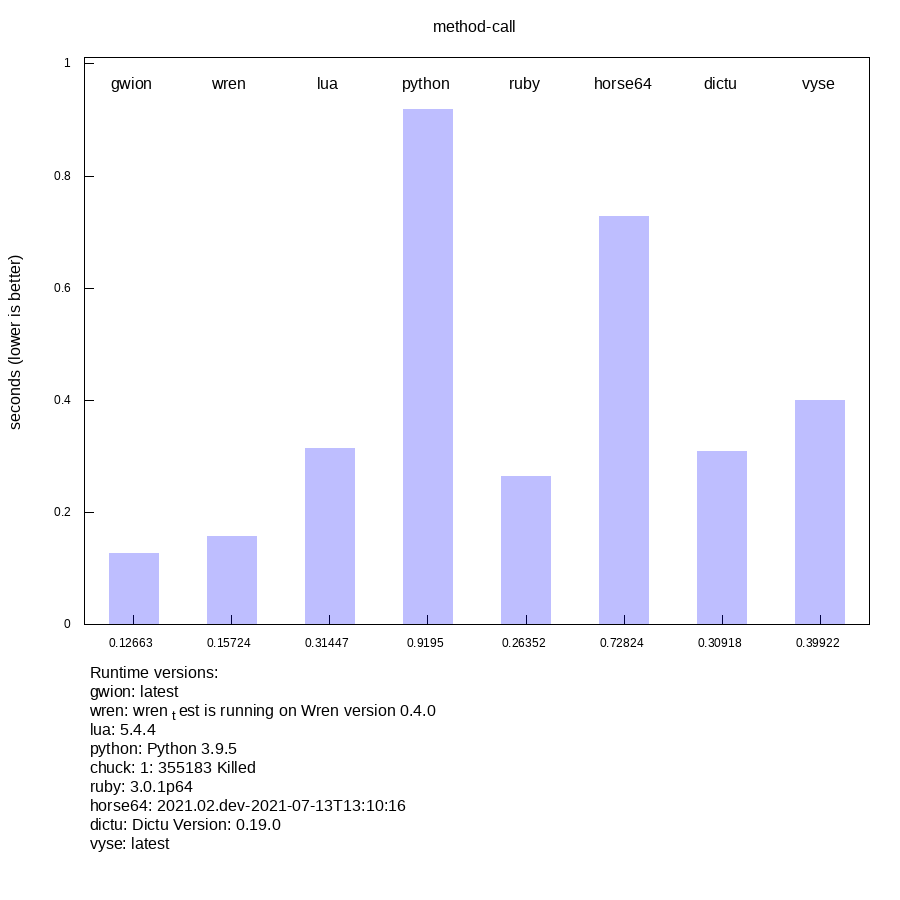 method-call
1
gwion wren lua python ruby horse64 dictu vyse
0.8
0.6
seconds (lower is better)
0.4
0.2
0
0.12663 0.15724 0.31447 0.9195 0.26352 0.72824 0.30918 0.39922
Runtime versions:
gwion: latest
wren: wren t est is running on Wren version 0.4.0
lua: 5.4.4
python: Python 3.9.5
chuck: 1: 355183 Killed
ruby: 3.0.1p64
horse64: 2021.02.dev-2021-07-13T13:10:16
dictu: Dictu Version: 0.19.0
vyse: latest